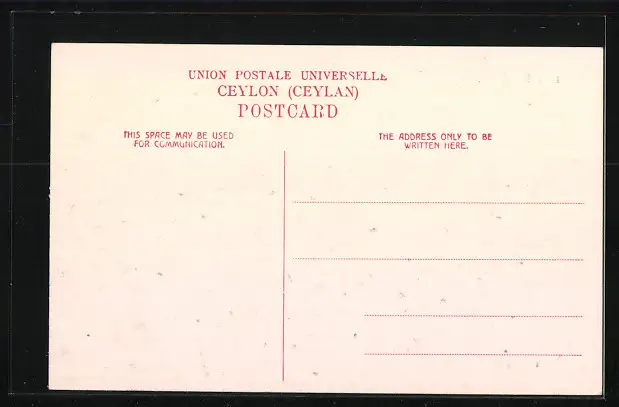 UNION POSTALE UNIVERSELLE
CEYLON (CEYLAN)
POSTCARD
THIS SPACE MAY BE USED
FOR COMMUNICATION.
THE ADDRESS ONLY TO BE
WRITTEN HERE.